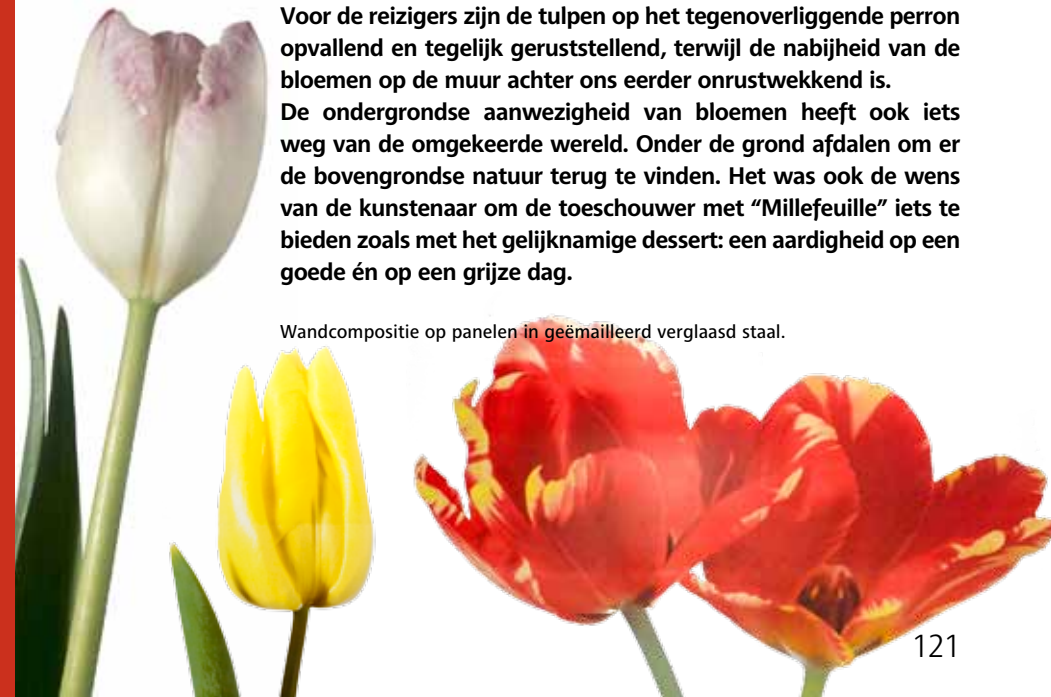 Voor de reizigers zijn de tulpen op het tegenoverliggende perron
opvallend en tegelijk geruststellend, terwijl de nabijheid van de
bloemen op de muur achter ons eerder onrustwekkend is.
De ondergrondse aanwezigheid van bloemen heeft ook iets
weg van de omgekeerde wereld. Onder de grond afdalen om er
de bovengrondse natuur terug te vinden. Het was ook de wens
van de kunstenaar om de toeschouwer met “Millefeuille” iets te
bieden zoals met het gelijknamige dessert: een aardigheid op een
goede én op een grijze dag.
Wandcompositie op panelen in geëmailleerd verglaasd staal.
121